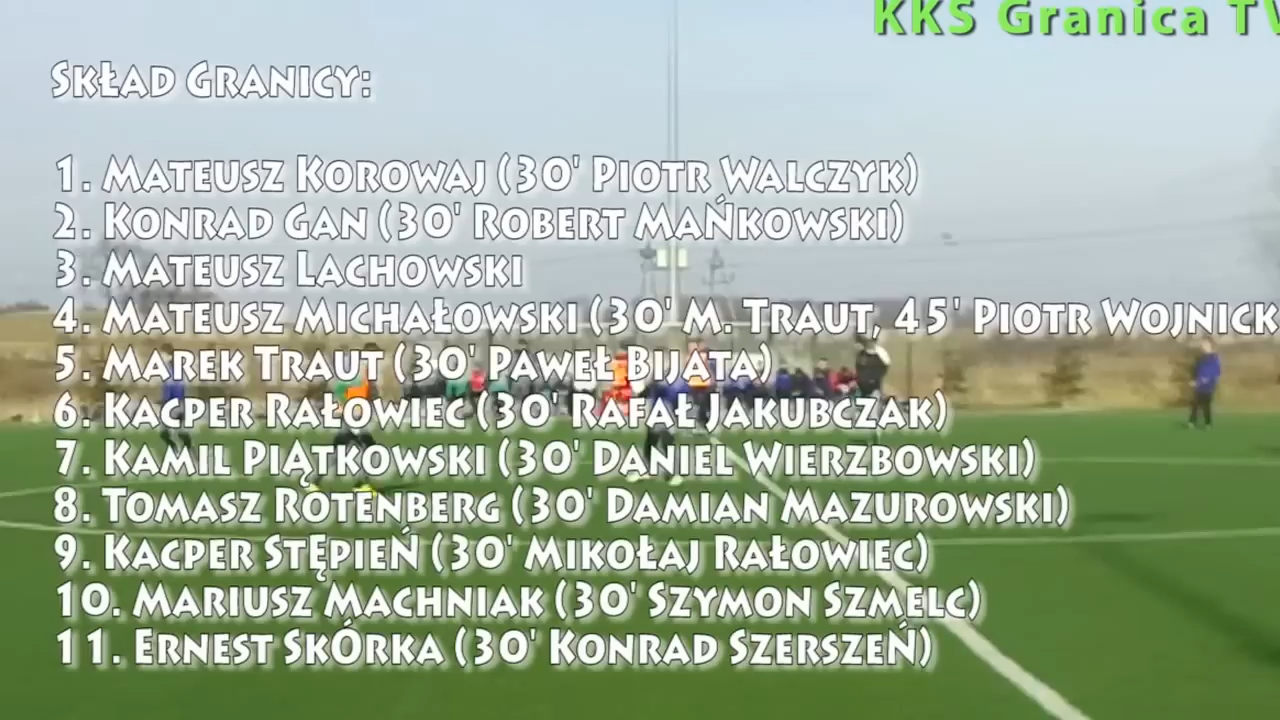 KKS Granica TV
Skład Granicy:
1. Mateusz Korowaj (30' Piotr Walczyk)
2. Konrad Gan (30' Robert Mańkowski)
3. Mateusz Lachowski
4. Mateusz Michałowski (30' M. Traut, 45' Piotr Wojnick
5. Marek Traut (30' Paweł Bijata)
6. Kacper Rałowiec (30' Rafał Jakubczak)
7. Kamil Piątkowski (30' Daniel Wierzbowski)
8. Tomasz Rotenberg (30' Damian Mazurowski)
9. Kacper Stępień (30' Mikołaj Rałowiec)
10. Mariusz Machniak (30' Szymon Szmelc)
11. Ernest Skórka (30' Konrad Szerszeń)